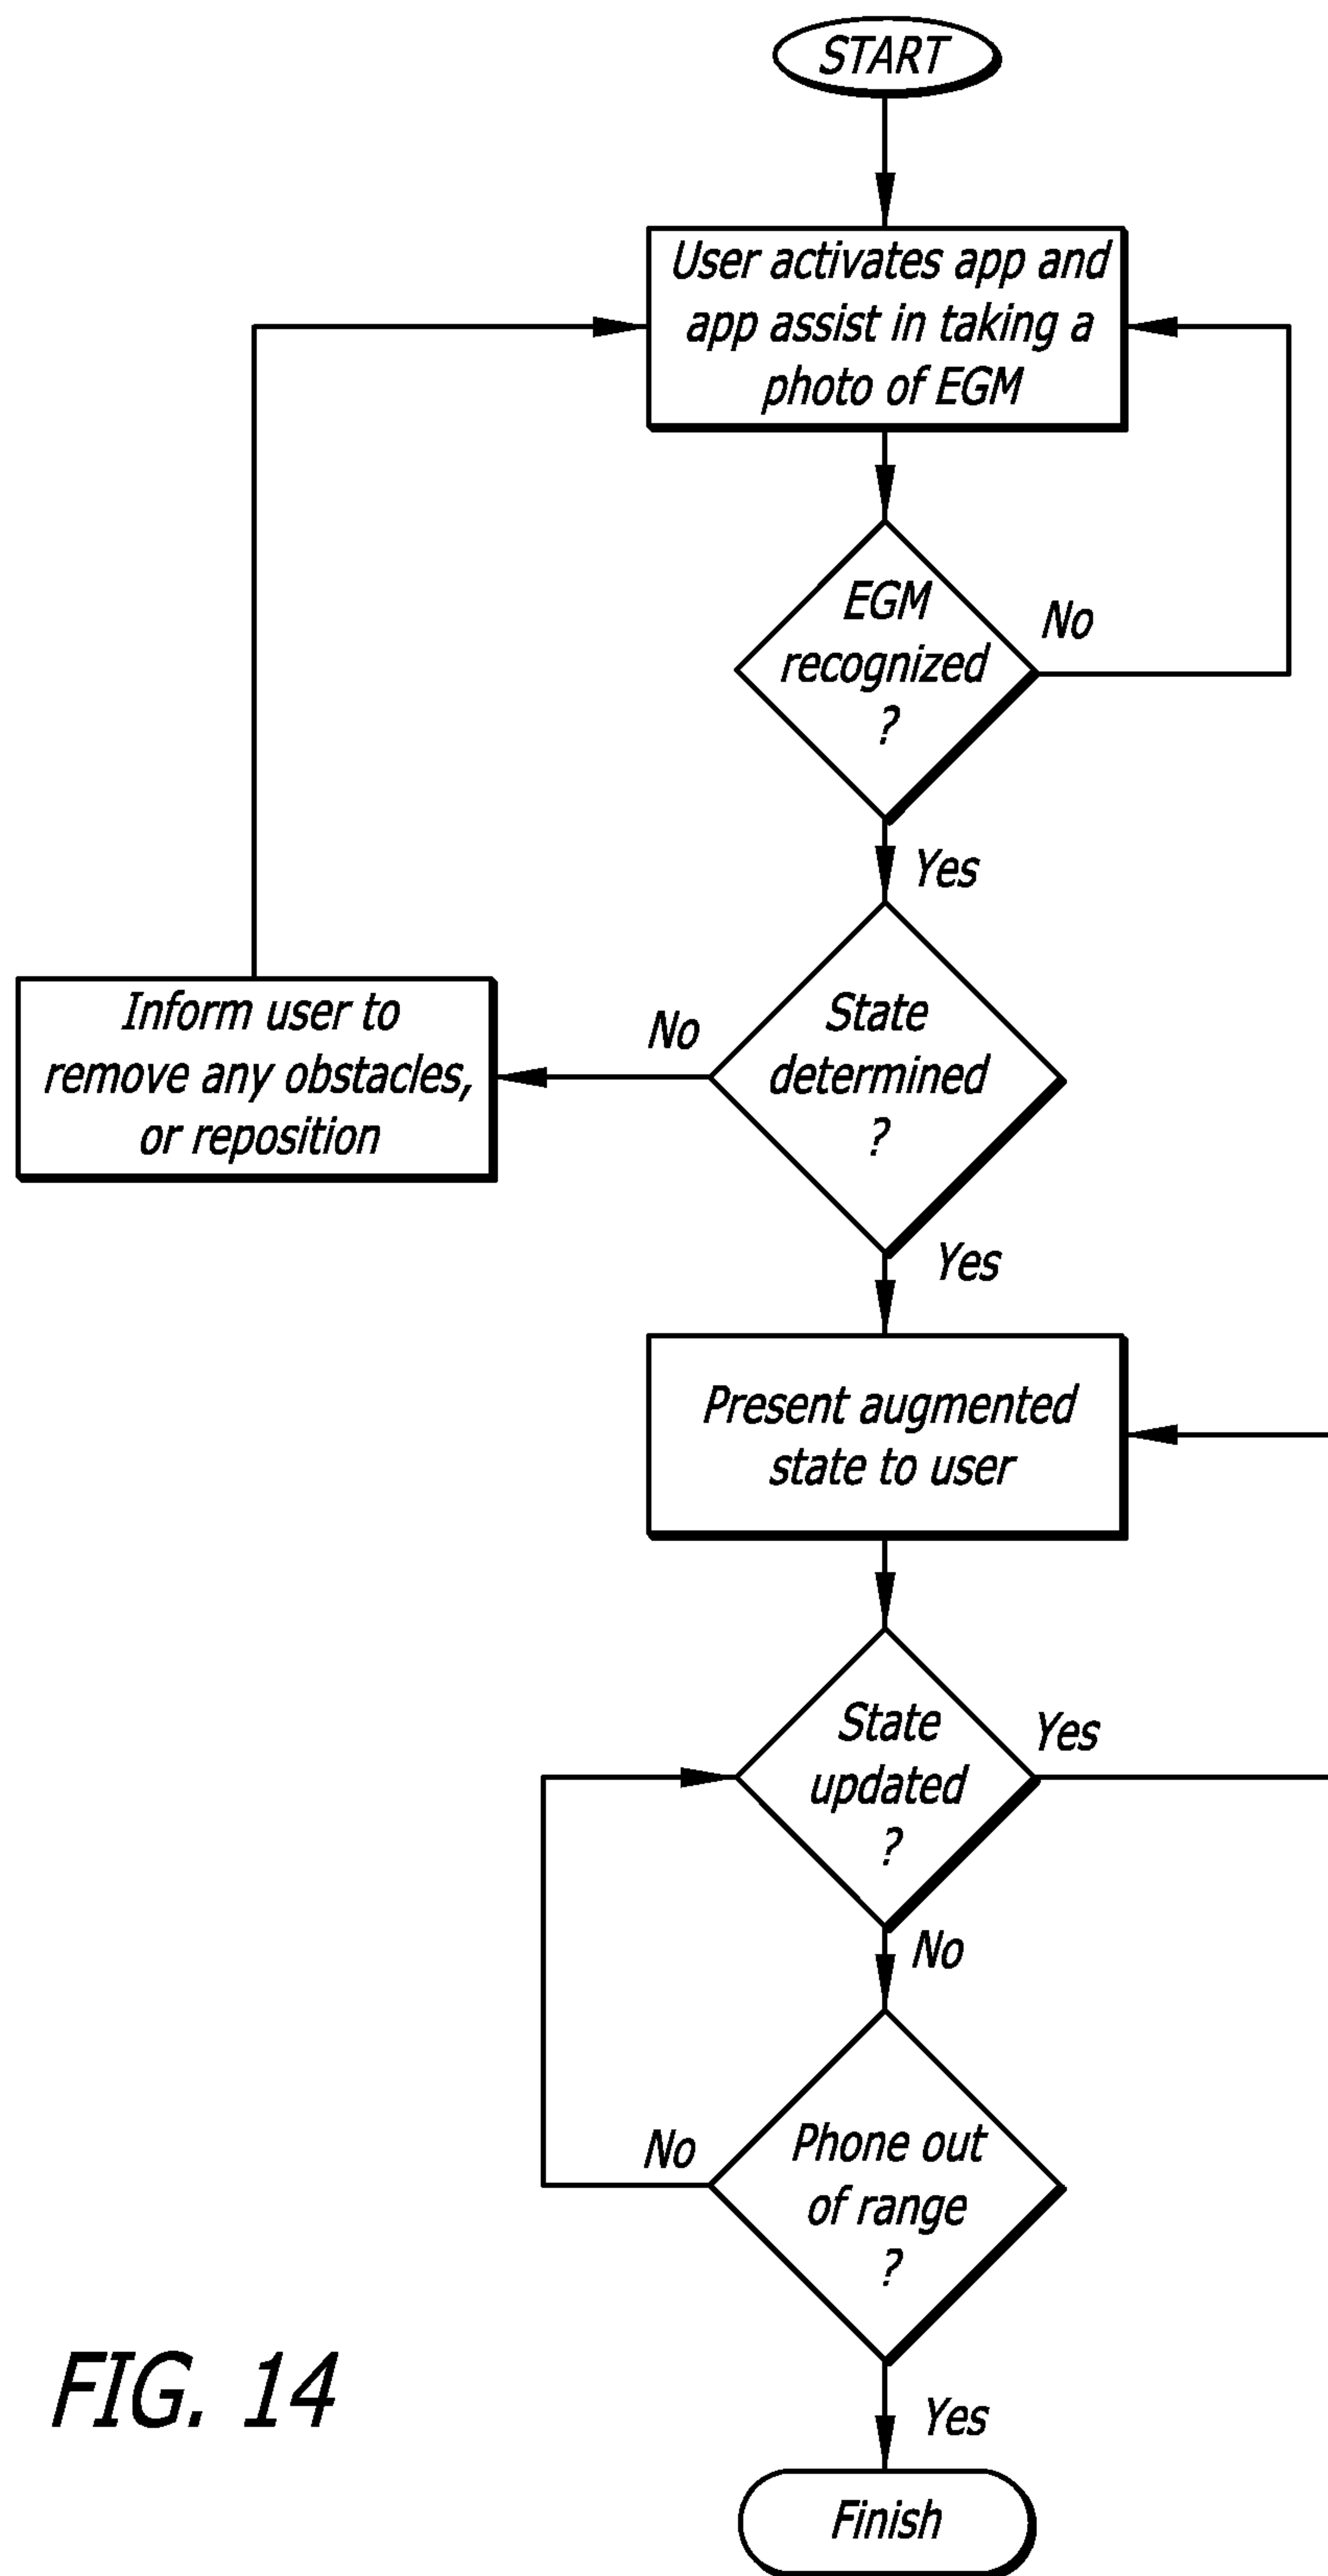 START
User activates app and
app assist in taking a
photo of EGM
EGM
recognized
?
No
Yes
Inform user to
remove any obstacles,
or reposition
No
State
determined
?
Yes
Present augmented
state to user
State
updated
?
Yes
No
Phone out
of range
?
No
Yes
Finish
FIG. 14